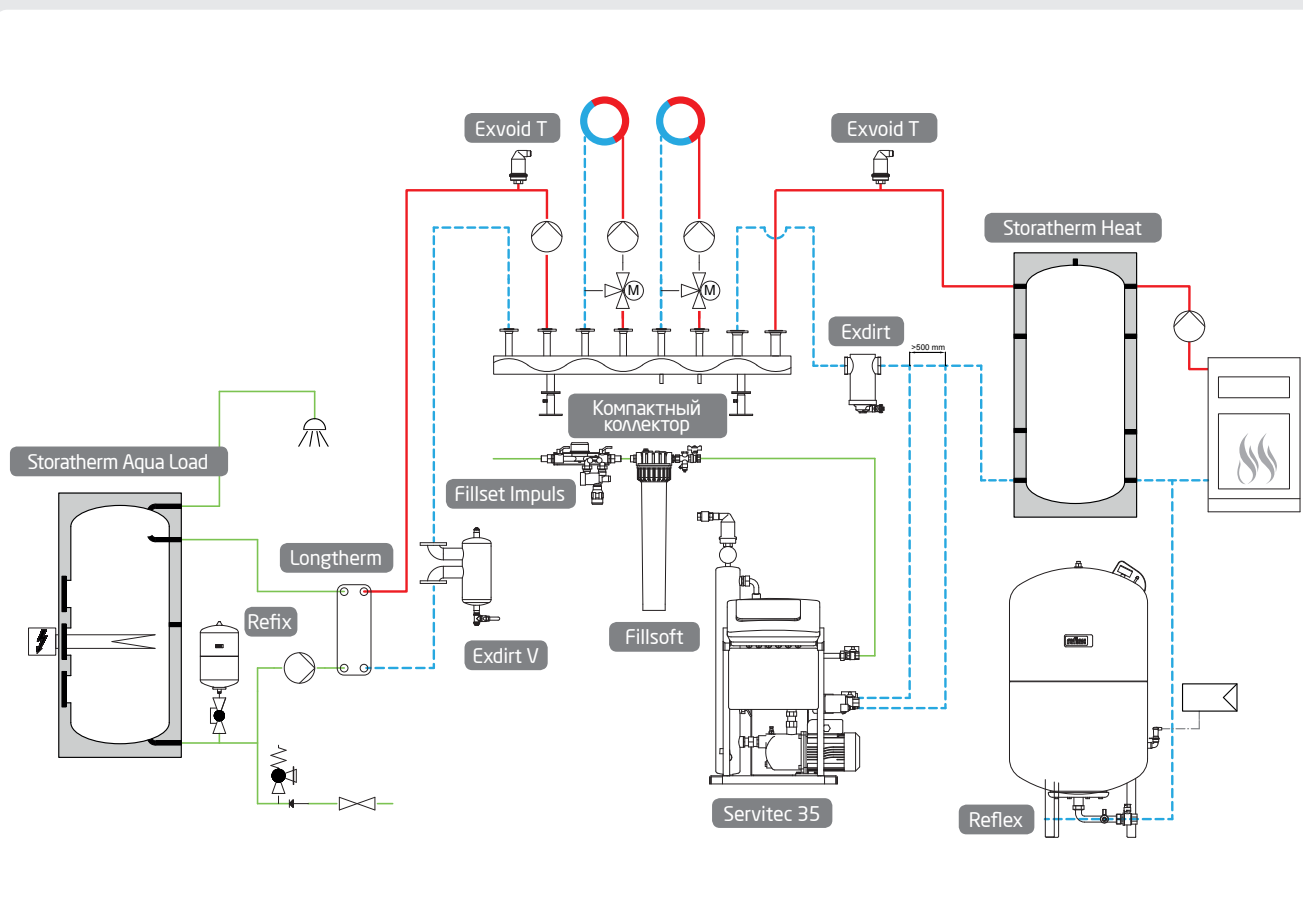 Exvoid T
Exvoid T
Storatherm Heat
M
M
Exdirt
>500 mm
Компактный
коллектор
Storatherm Aqua Load
Fillset Impuls
Longtherm
Refix
Exdirt V
Fillsoft
reflex
Servitec 35
Reflex